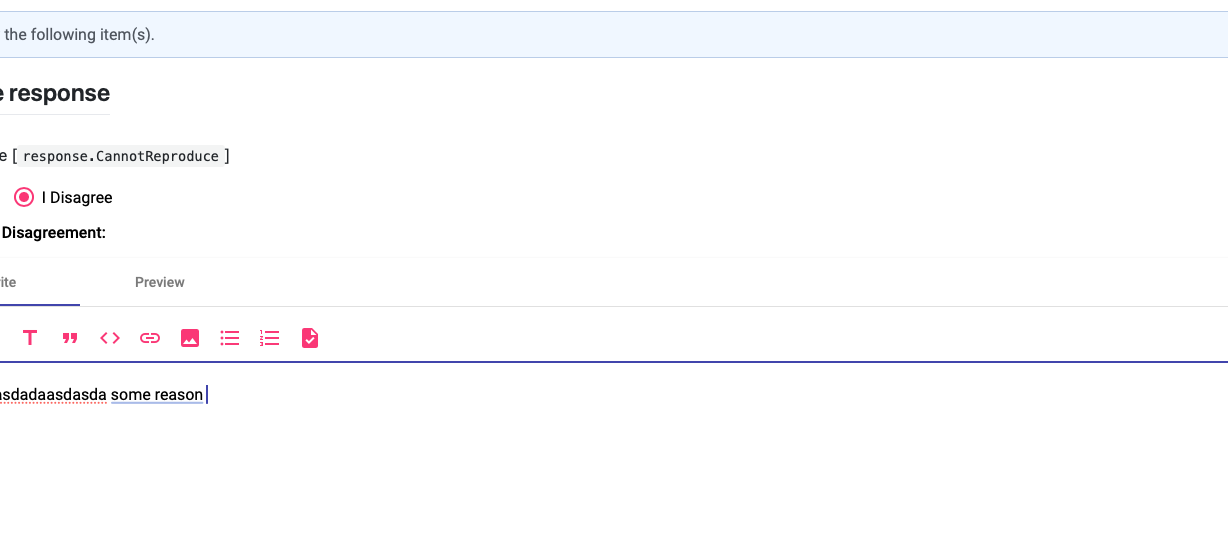 the following item(s).
e response
e [ response.CannotReproduce ]
I Disagree
Disagreement:
ite
Preview
asdadaasdasda some reason